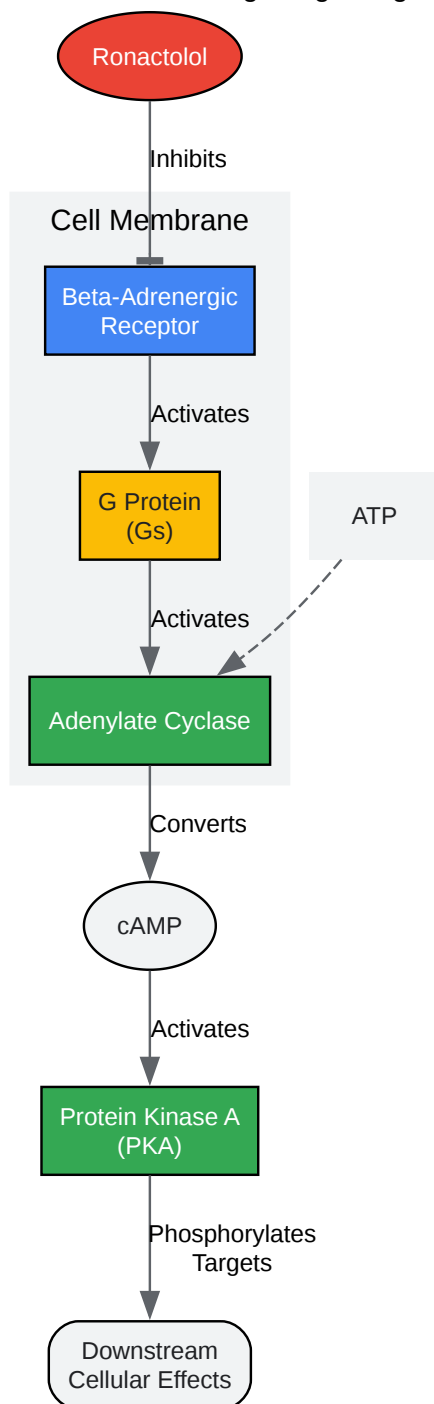 Ronactolol
Inhibits
Cell Membrane
Beta-Adrenergic
Receptor
Activates
G Protein
(Gs)
ATP
Activates
Adenylate Cyclase
Converts
cAMP
Activates
Protein Kinase A
(PKA)
Phosphorylates
Targets
Downstream
Cellular Effects